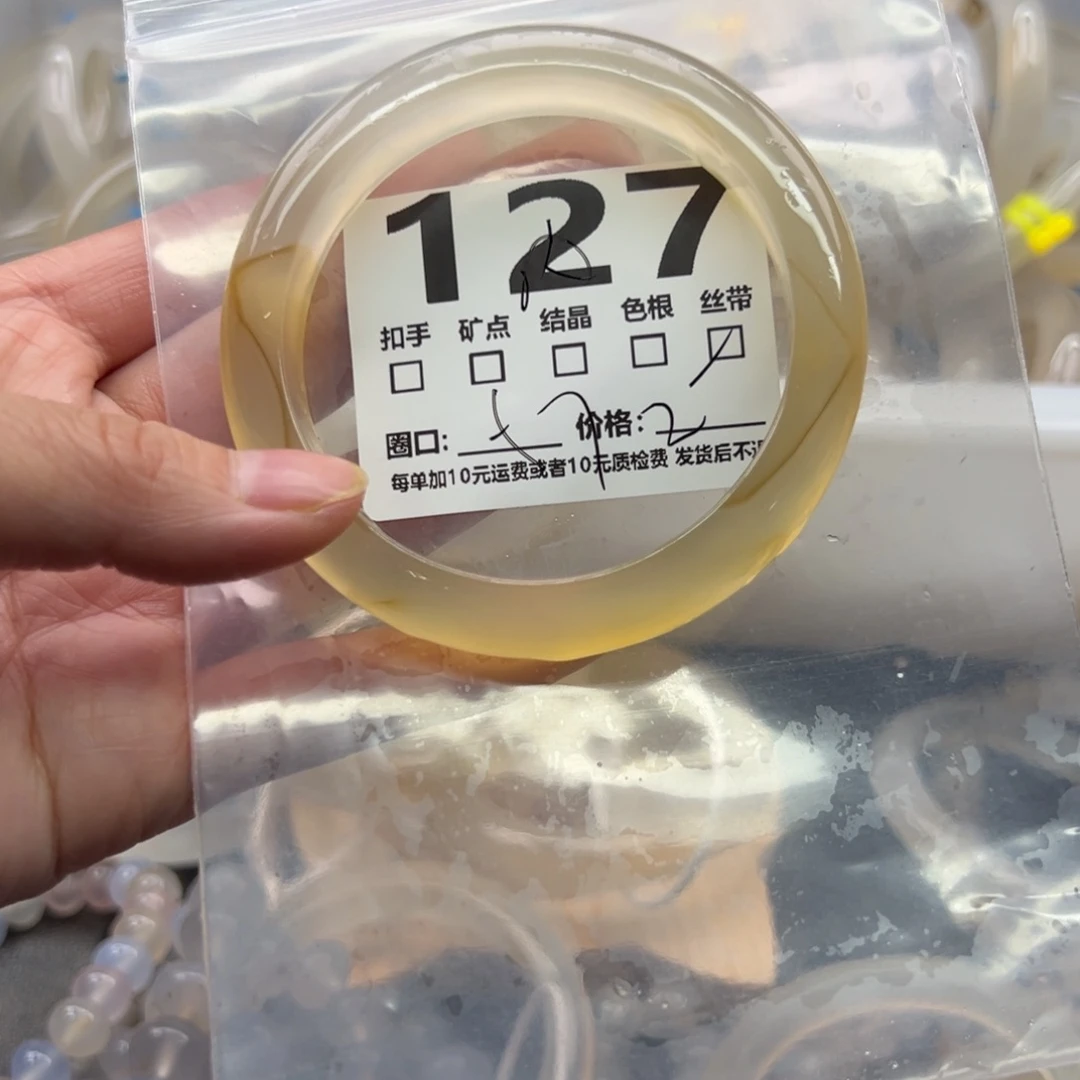 127
扣手 矿点 结晶 色根 丝带
圈口: 价格:
每单加10元运费或者10元质检费 发货后不